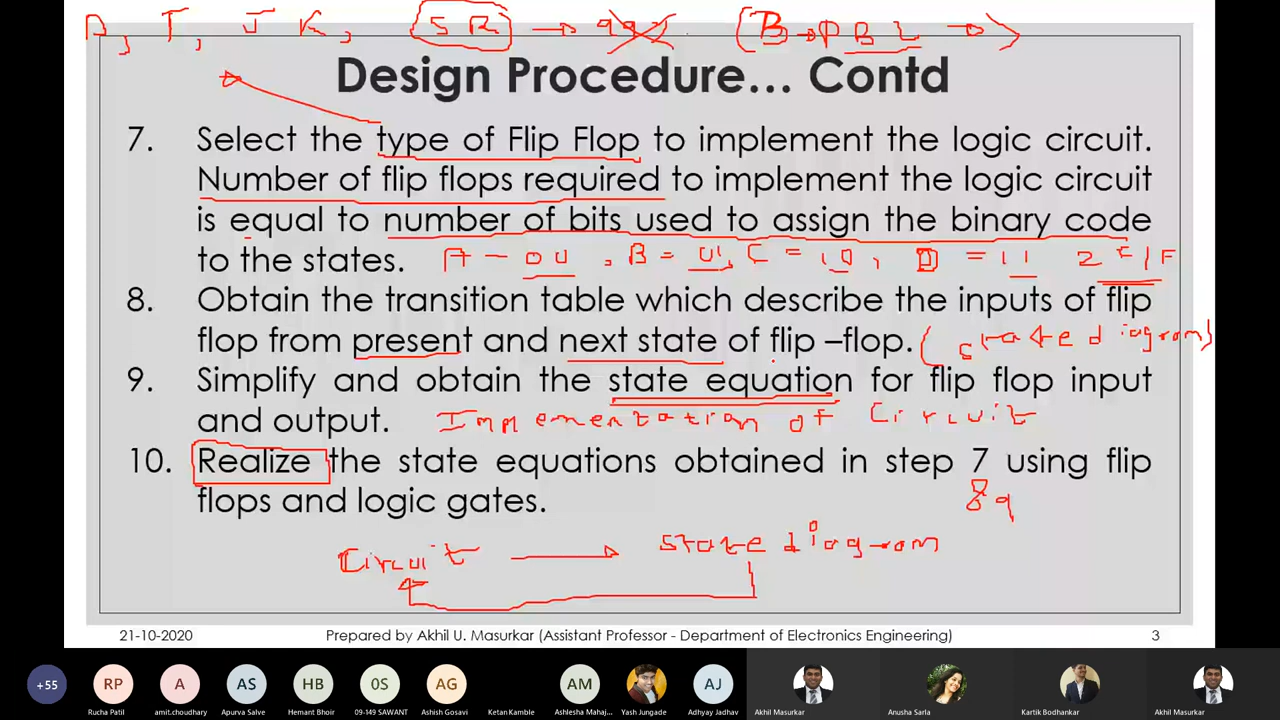 D, T, J K, SR → (B → PBL →)
Design Procedure... Contd
7. Select the type of Flip Flop to implement the logic circuit.
Number of flip flops required to implement the logic circuit
is equal to number of bits used to assign the binary code
to the states. A - 00, B = 01, C = 10, D = 11 2 F/F
8. Obtain the transition table which describe the inputs of flip
flop from present and next state of flip –flop. (state diagram)
9. Simplify and obtain the state equation for flip flop input
and output. Implementation of Circuit
10. Realize the state equations obtained in step 7 using flip
flops and logic gates. 8 9
Circuit → state diagram
21-10-2020 Prepared by Akhil U. Masurkar (Assistant Professor - Department of Electronics Engineering) 3
+55 RP A AS HB 0S AG AM AJ
Rucha Patil amit.choudhary Apurva Salve Hemant Bhoir 09-149 SAWANT Ashish Gosavi Ketan Kamble Ashlesha Mahaj... Yash Jungade Adhyay Jadhav Akhil Masurkar Anusha Sarla Kartik Bodhankar Akhil Masurkar